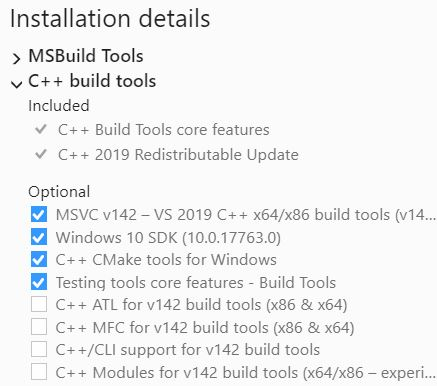 Installation details
MSBuild Tools
C++ build tools
Included
C++ Build Tools core features
C++ 2019 Redistributable Update
Optional
MSVC v142 – VS 2019 C++ x64/x86 build tools (v14...
Windows 10 SDK (10.0.17763.0)
C++ CMake tools for Windows
Testing tools core features - Build Tools
C++ ATL for v142 build tools (x86 & x64)
C++ MFC for v142 build tools (x86 & x64)
C++/CLI support for v142 build tools
C++ Modules for v142 build tools (x64/x86 – experi...